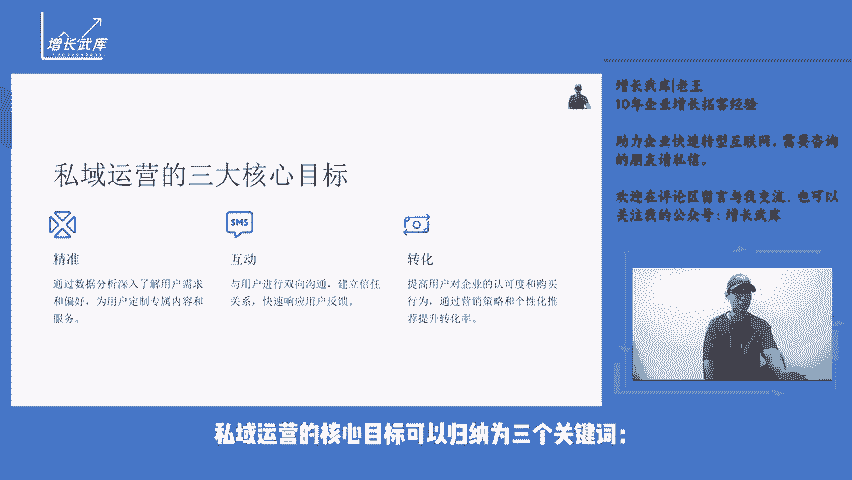 增长武库
增长武库|老王
10年企业增长拓客经验
助力企业快速转型互联网，需要咨询
的朋友请私信。
欢迎在评论区留言与我交流，也可以
关注我的公众号：增长武库
私域运营的三大核心目标
SMS
精准
通过数据分析深入了解用户需求
和偏好，为用户定制专属内容和
服务。
互动
与用户进行双向沟通，建立信任
关系，快速响应用户反馈。
转化
提高用户对企业的认可度和购买
行为，通过营销策略和个性化推
荐提升转化率。
私域运营的核心目标可以归纳为三个关键词：